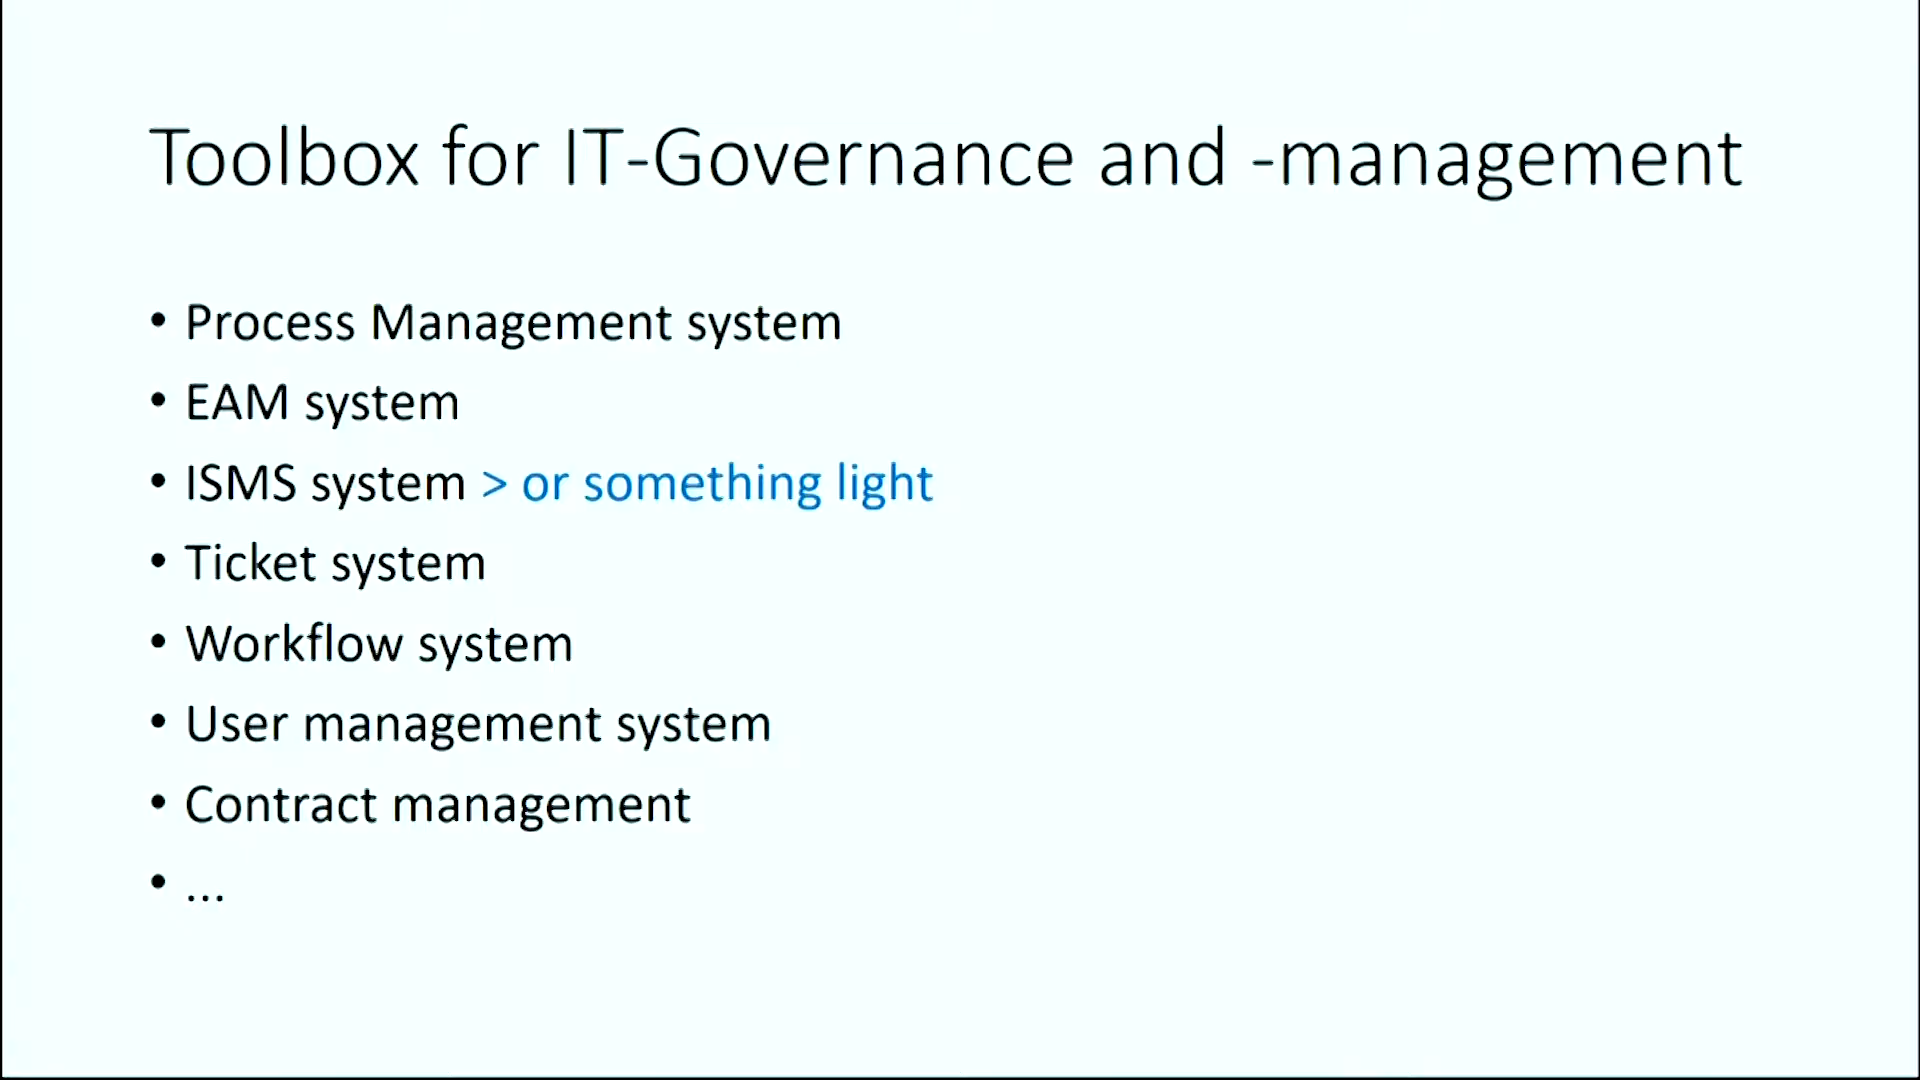 Toolbox for IT-Governance and -management
• Process Management system
• EAM system
• ISMS system > or something light
• Ticket system
• Workflow system
• User management system
• Contract management
• ...